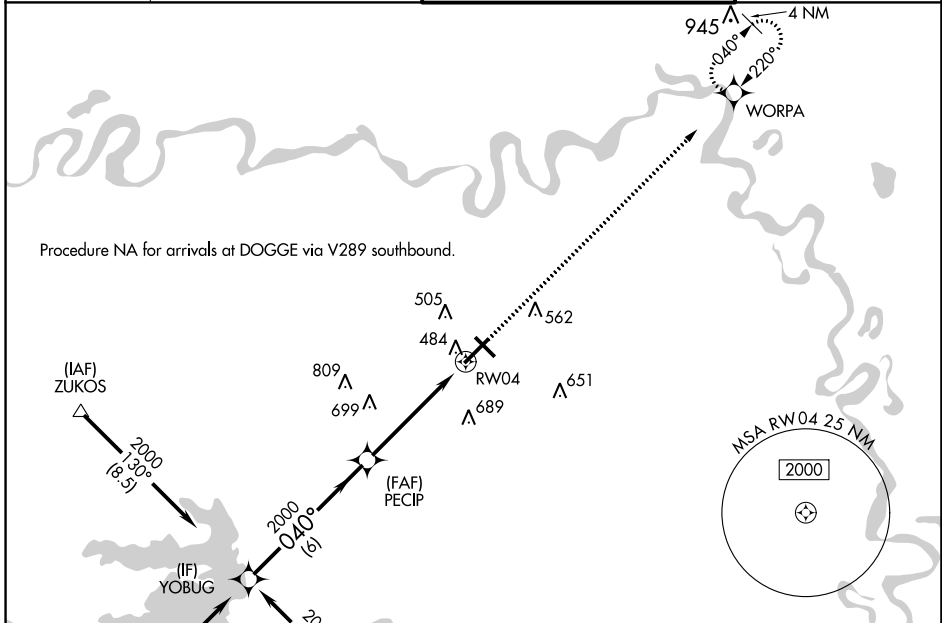 945
4 NM
040°
220°
WORPA
Procedure NA for arrivals at DOGGE via V289 southbound.
505
562
484
RW04
809
699
651
689
(IAF)
ZUKOS
2000
130°
(8.5)
MSA RW04 25 NM
2000
(FAF)
PECIP
2000
040°
(6)
(IF)
YOBUG